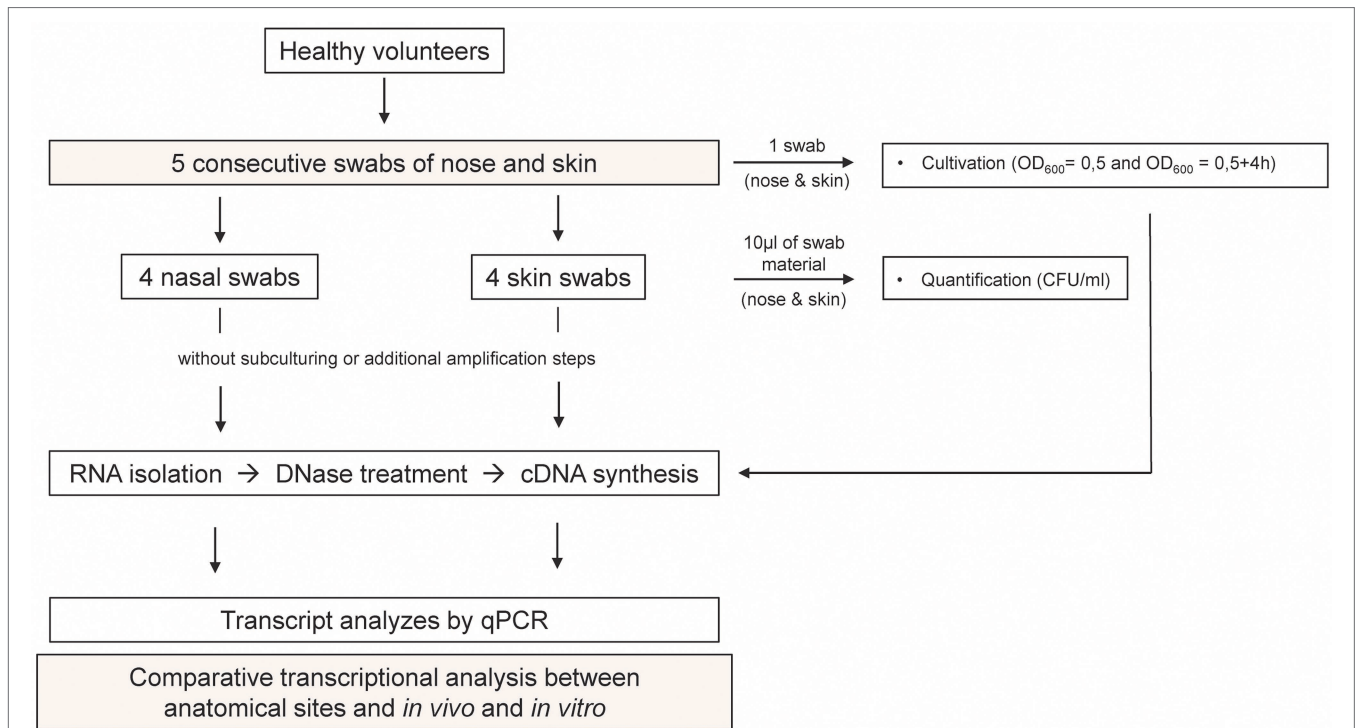 Healthy volunteers
5 consecutive swabs of nose and skin
1 swab
(nose & skin)
• Cultivation (OD₆₀₀= 0,5 and OD₆₀₀ = 0,5+4h)
4 nasal swabs
4 skin swabs
10µl of swab
material
(nose & skin)
• Quantification (CFU/ml)
without subculturing or additional amplification steps
RNA isolation → DNase treatment → cDNA synthesis
Transcript analyzes by qPCR
Comparative transcriptional analysis between
anatomical sites and in vivo and in vitro